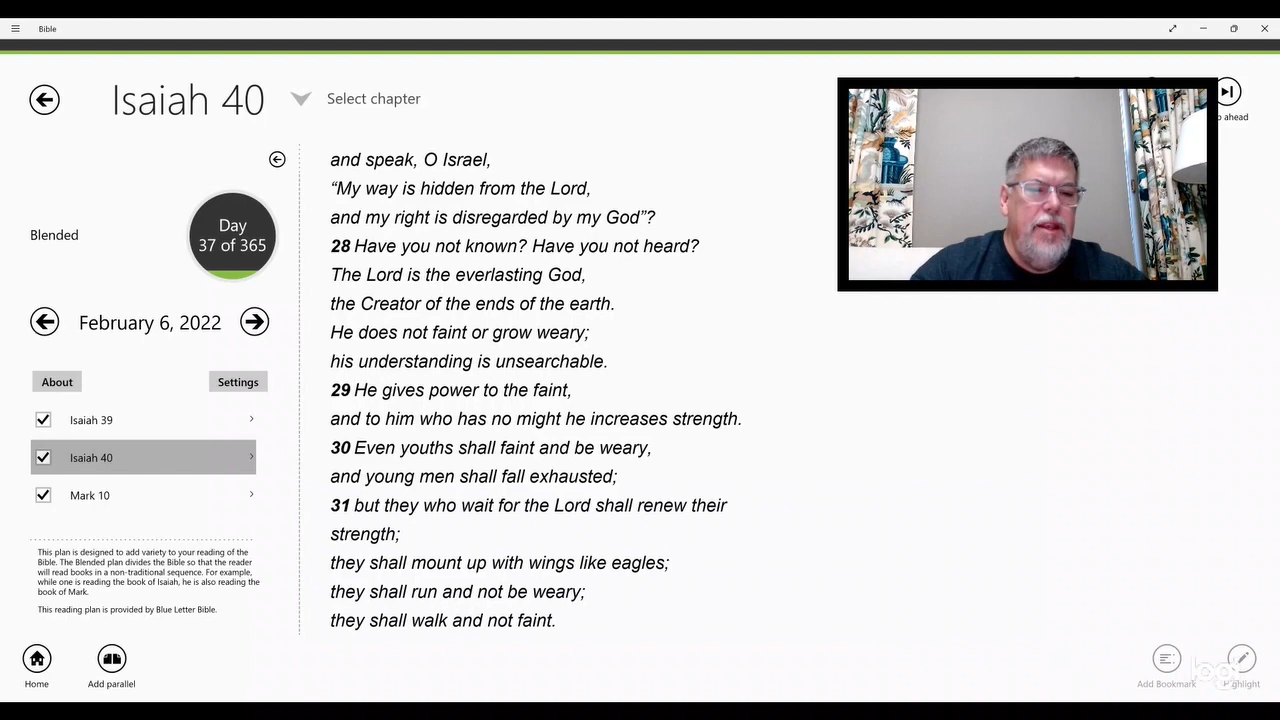 Bible
Isaiah 40
Select chapter
p ahead
Blended
Day
37 of 365
February 6, 2022
About
Settings
Isaiah 39
Isaiah 40
Mark 10
This plan is designed to add variety to your reading of the
Bible. The Blended plan divides the Bible so that the reader
will read books in a non-traditional sequence. For example,
while one is reading the book of Isaiah, he is also reading the
book of Mark.
This reading plan is provided by Blue Letter Bible.
and speak, O Israel,
“My way is hidden from the Lord,
and my right is disregarded by my God”?
28 Have you not known? Have you not heard?
The Lord is the everlasting God,
the Creator of the ends of the earth.
He does not faint or grow weary;
his understanding is unsearchable.
29 He gives power to the faint,
and to him who has no might he increases strength.
30 Even youths shall faint and be weary,
and young men shall fall exhausted;
31 but they who wait for the Lord shall renew their
strength;
they shall mount up with wings like eagles;
they shall run and not be weary;
they shall walk and not faint.
Home
Add parallel
Add Bookmark
Highlight
logi